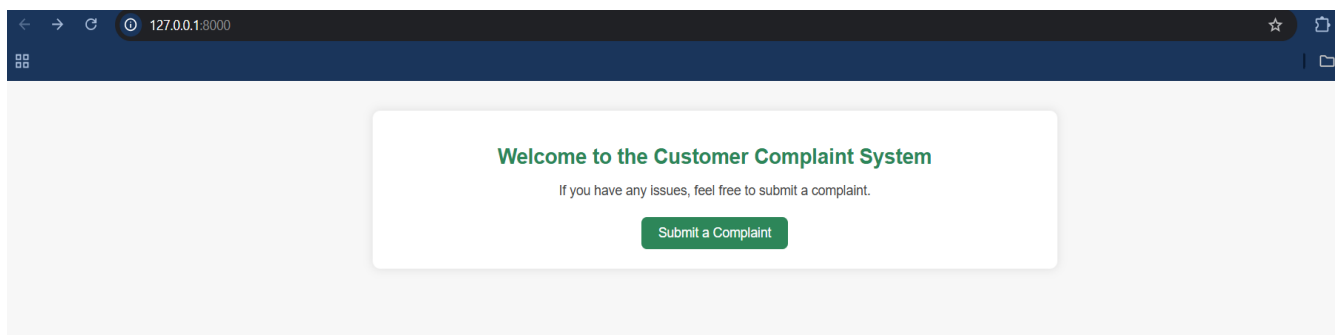 127.0.0.1:8000
Welcome to the Customer Complaint System
If you have any issues, feel free to submit a complaint.
Submit a Complaint